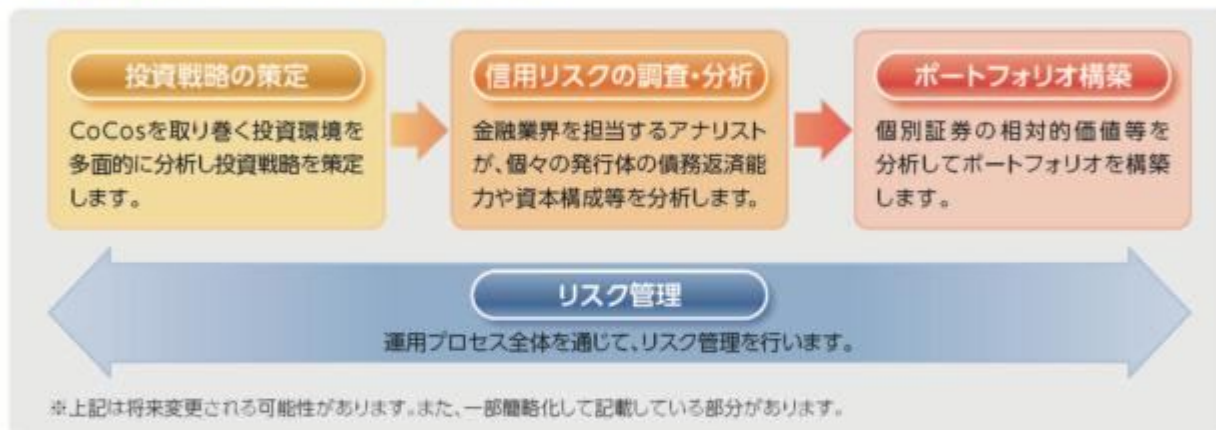 投資戦略の策定
CoCosを取り巻く投資環境を
多面的に分析し投資戦略を策定
します。
信用リスクの調査・分析
金融業界を担当するアナリスト
が、個々の発行体の債務返済能
力や資本構成等を分析します。
ポートフォリオ構築
個別証券の相対的価値等を
分析してポートフォリオを構築
します。
リスク管理
運用プロセス全体を通じて、リスク管理を行います。
※上記は将来変更される可能性があります。また、一部簡略化して記載している部分があります。